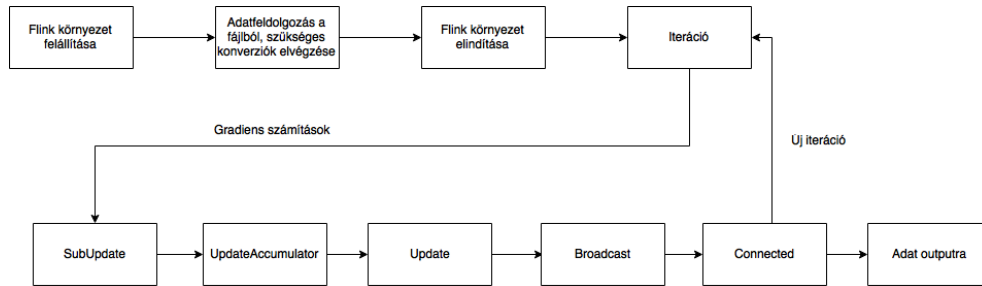 Flink környezet
felállítása
Adatfeldolgozás a
fájlból, szükséges
konverziók elvégzése
Flink környezet
elindítása
Iteráció
Gradiens számítások
Új iteráció
SubUpdate
UpdateAccumulator
Update
Broadcast
Connected
Adat outputra